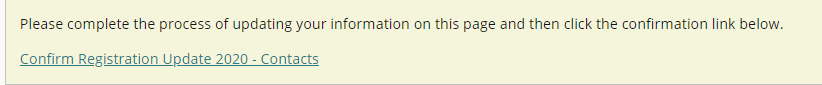 Please complete the process of updating your information on this page and then click the confirmation link below.
Confirm Registration Update 2020 - Contacts